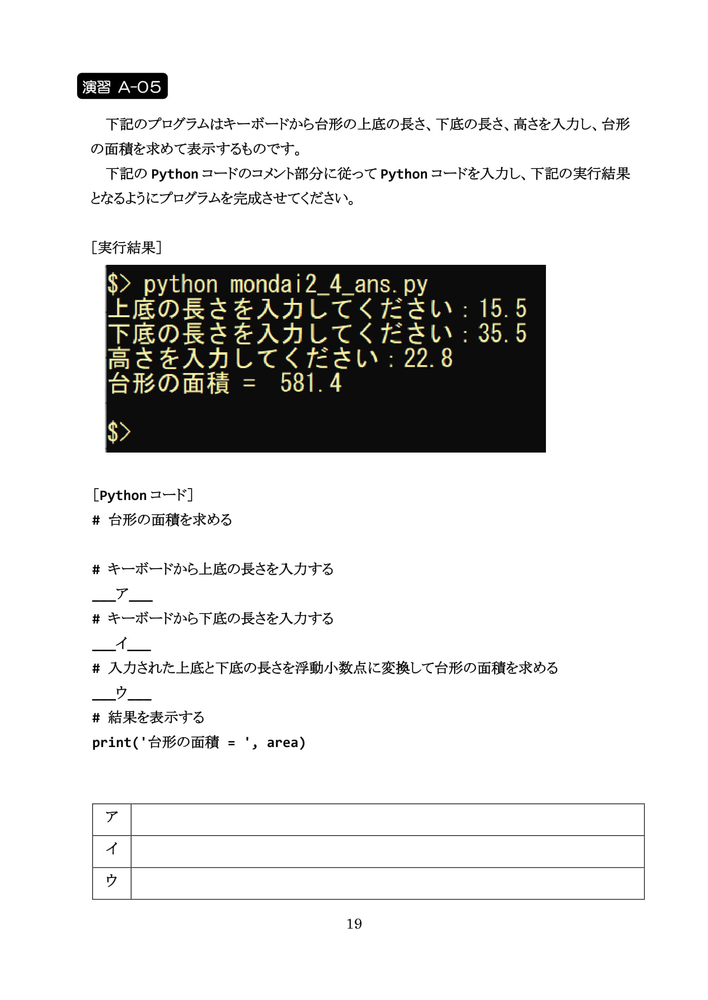 演習 A-05
下記のプログラムはキーボードから台形の上底の長さ、下底の長さ、高さを入力し、台形
の面積を求めて表示するものです。
下記の Python コードのコメント部分に従って Python コードを入力し、下記の実行結果
となるようにプログラムを完成させてください。
[実行結果]
$> python mondai2_4_ans.py
上底の長さを入力してください：15.5
下底の長さを入力してください：35.5
高さを入力してください：22.8
台形の面積 =  581.4
$>
[Python コード]
# 台形の面積を求める
# キーボードから上底の長さを入力する
___ア___
# キーボードから下底の長さを入力する
___イ___
# 入力された上底と下底の長さを浮動小数点に変換して台形の面積を求める
___ウ___
# 結果を表示する
print('台形の面積 = ', area)
ア
イ
ウ
19